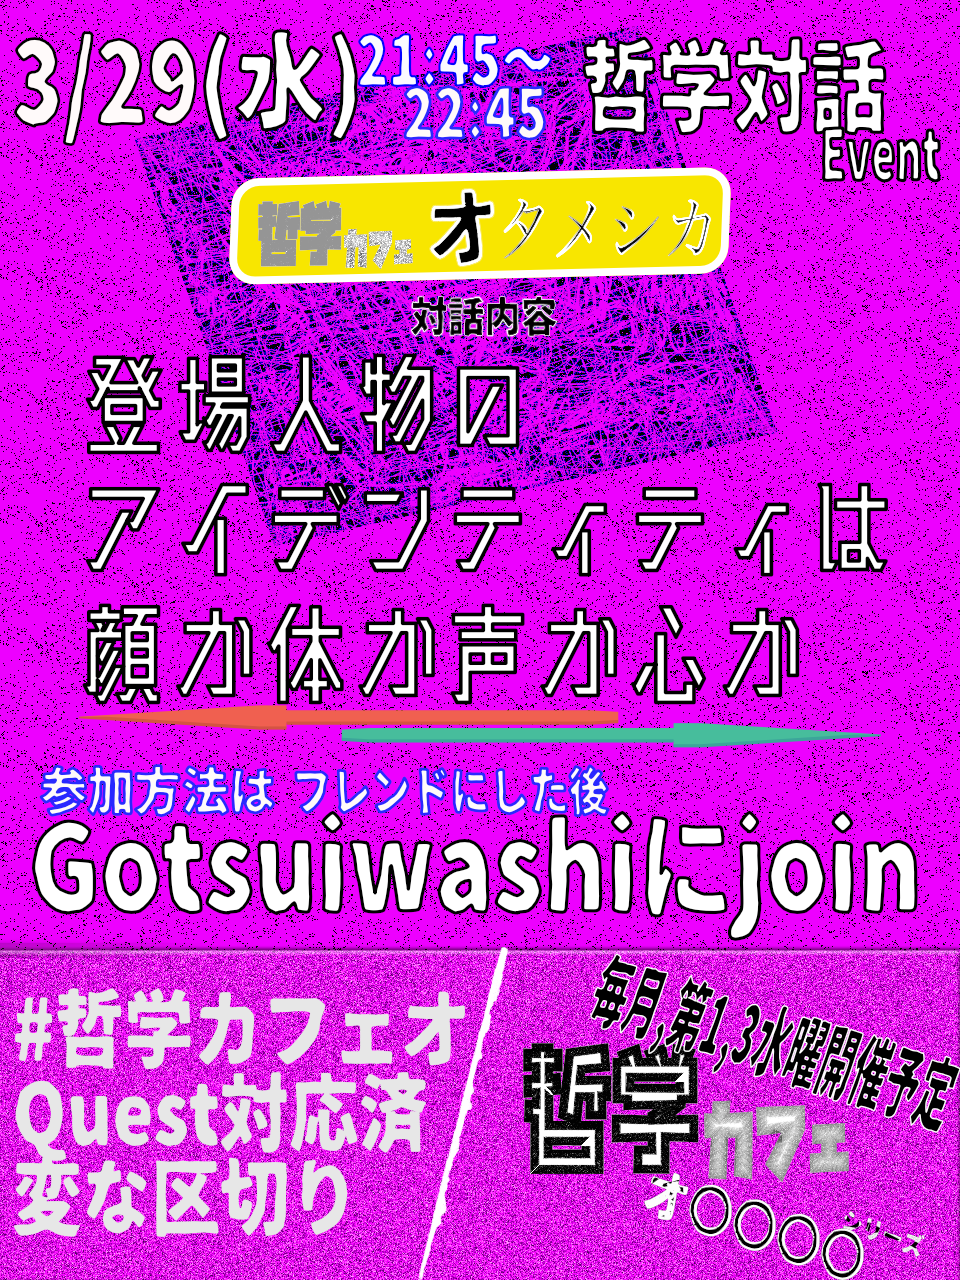 3/29(水) 21:45～22:45 哲学対話
Event
哲学カフェ オタメシカ
対話内容
登場人物の
アイデンティティは
顔か体か声か心か
参加方法は フレンドにした後
Gotsuiwashiにjoin
#哲学カフェオ
Quest対応済
変な区切り
毎月,第1,3水曜開催予定
哲学カフェ
オ○○○○シリーズ